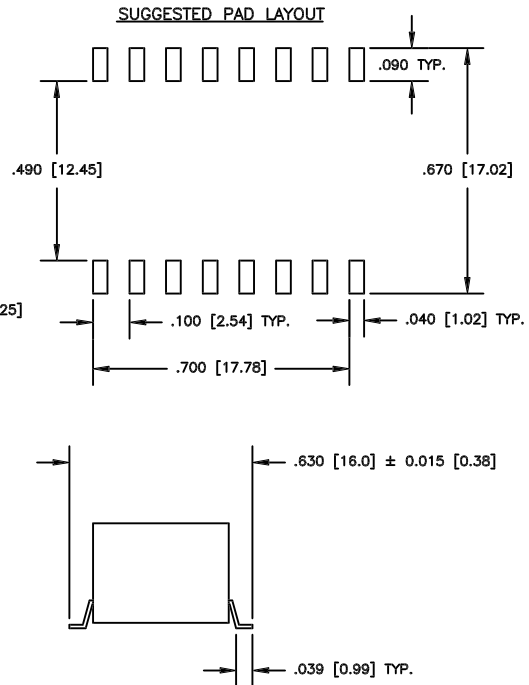 SUGGESTED PAD LAYOUT
.090 TYP.
.490 [12.45]
.670 [17.02]
25]
.100 [2.54] TYP.
.040 [1.02] TYP.
.700 [17.78]
.630 [16.0] ± 0.015 [0.38]
.039 [0.99] TYP.